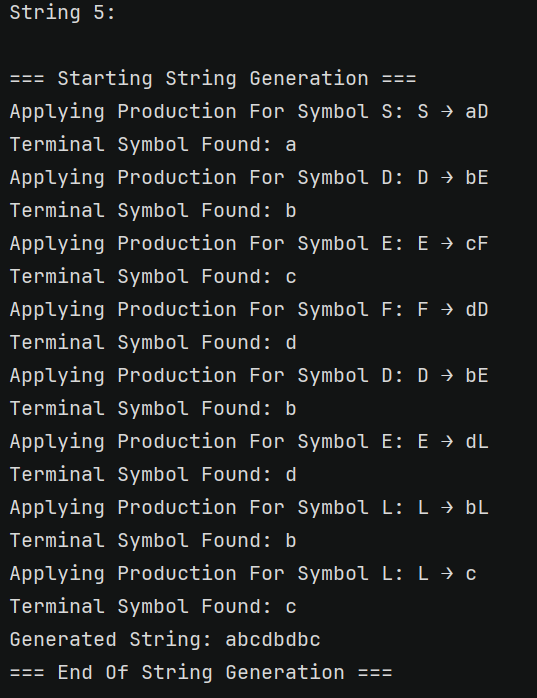 String 5:
=== Starting String Generation ===
Applying Production For Symbol S: S → aD
Terminal Symbol Found: a
Applying Production For Symbol D: D → bE
Terminal Symbol Found: b
Applying Production For Symbol E: E → cF
Terminal Symbol Found: c
Applying Production For Symbol F: F → dD
Terminal Symbol Found: d
Applying Production For Symbol D: D → bE
Terminal Symbol Found: b
Applying Production For Symbol E: E → dL
Terminal Symbol Found: d
Applying Production For Symbol L: L → bL
Terminal Symbol Found: b
Applying Production For Symbol L: L → c
Terminal Symbol Found: c
Generated String: abcdbdbc
=== End Of String Generation ===